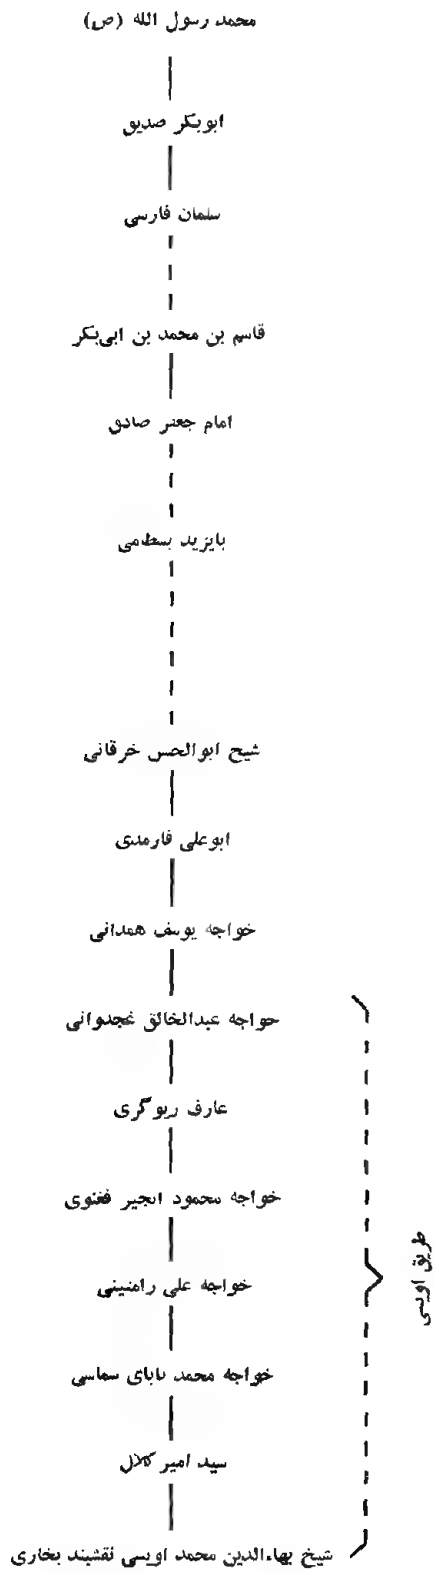 محمد رسول الله (ص)
ابوبکر صدیق
سلمان فارسی
قاسم بن محمد بن ابی‌بکر
امام جعفر صادق
بایزید بسطامی
شیخ ابوالحسن خرقانی
ابوعلی فارمدی
خواجه یوسف همدانی
خواجه عبدالخالق غجدوانی
عارف ریوگری
خواجه محمود انجیر فغنوی
خواجه علی رامتینی
خواجه محمد بابای سماسی
سید امیر کلال
شیخ بهاءالدین محمد اویسی نقشبند بخاری
طریق اویسی